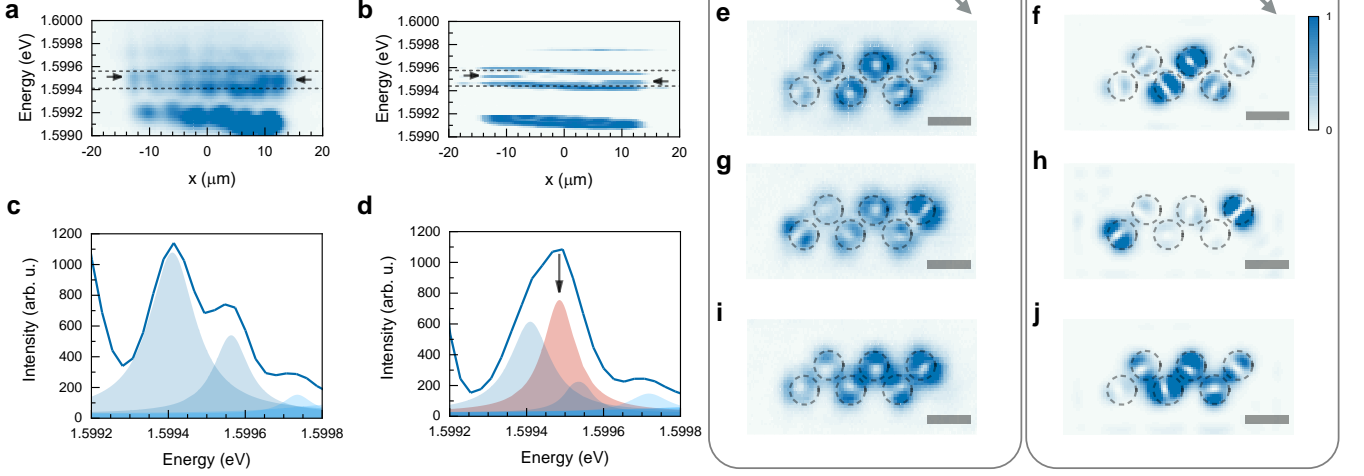 a
b
e
f
1.6000
1.5998
1.5996
1.5994
1.5992
1.5990
Energy (eV)
-20
-10
0
10
20
x (μm)
1.6000
1.5998
1.5996
1.5994
1.5992
1.5990
Energy (eV)
-20
-10
0
10
20
x (μm)
1
0
g
h
c
d
1200
1000
800
600
400
200
0
Intensity (arb. u.)
1.5992
1.5994
1.5996
1.5998
Energy (eV)
1200
1000
800
600
400
200
0
Intensity (arb. u.)
1.5992
1.5994
1.5996
1.5998
Energy (eV)
i
j